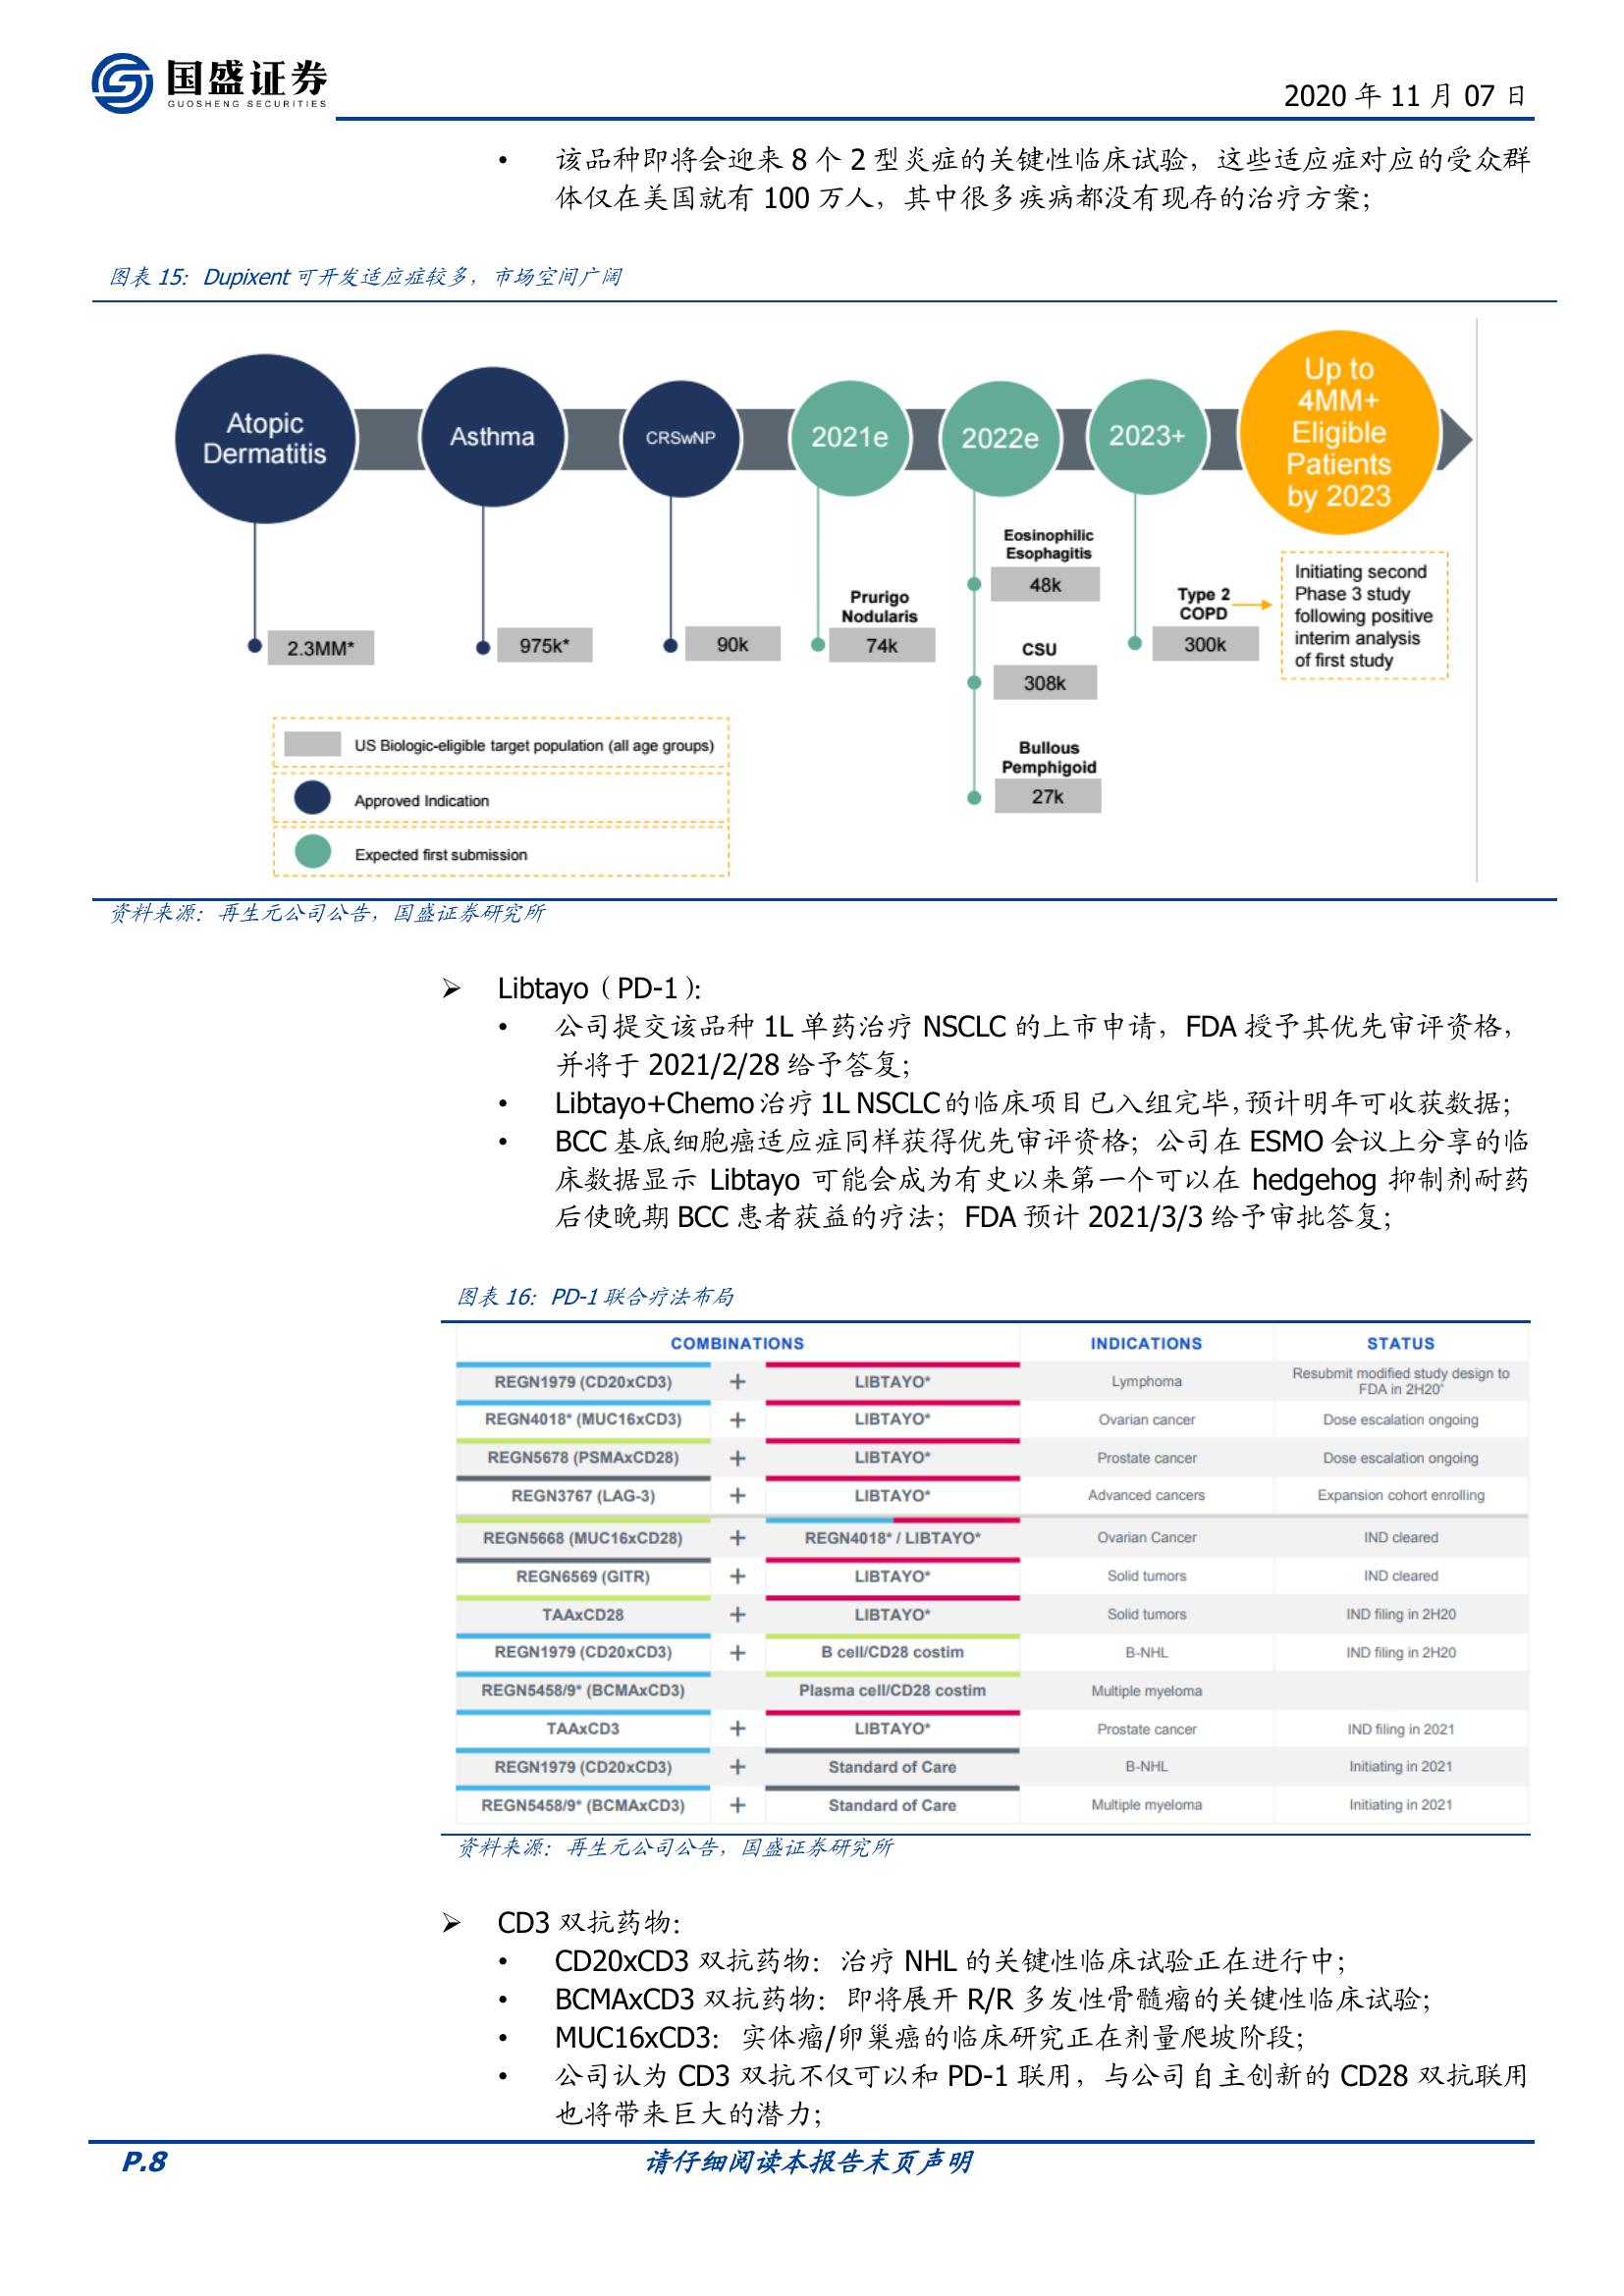 国盛证券
GUOSHENG SECURITIES
2020 年 11 月 07 日
• 该品种即将会迎来 8 个 2 型炎症的关键性临床试验，这些适应症对应的受众群
体仅在美国就有 100 万人，其中很多疾病都没有现存的治疗方案；
图表 15：Dupixent 可开发适应症较多，市场空间广阔
Atopic
Dermatitis
Asthma
CRSwNP
2021e
2022e
2023+
Up to
4MM+
Eligible
Patients
by 2023
2.3MM*
975k*
90k
Prurigo
Nodularis
74k
Eosinophilic
Esophagitis
48k
CSU
308k
Bullous
Pemphigoid
27k
Type 2
COPD
300k
Initiating second
Phase 3 study
following positive
interim analysis
of first study
US Biologic-eligible target population (all age groups)
Approved Indication
Expected first submission
资料来源：再生元公司公告，国盛证券研究所
➢ Libtayo（PD-1）：
• 公司提交该品种 1L 单药治疗 NSCLC 的上市申请，FDA 授予其优先审评资格，
并将于 2021/2/28 给予答复；
• Libtayo+Chemo 治疗 1L NSCLC 的临床项目已入组完毕，预计明年可收获数据；
• BCC 基底细胞癌适应症同样获得优先审评资格；公司在 ESMO 会议上分享的临
床数据显示 Libtayo 可能会成为有史以来第一个可以在 hedgehog 抑制剂耐药
后使晚期 BCC 患者获益的疗法；FDA 预计 2021/3/3 给予审批答复；
图表 16：PD-1 联合疗法布局
COMBINATIONS INDICATIONS STATUS
REGN1979 (CD20xCD3) + LIBTAYO* Lymphoma Resubmit modified study design to
FDA in 2H20^
REGN4018* (MUC16xCD3) + LIBTAYO* Ovarian cancer Dose escalation ongoing
REGN5678 (PSMAxCD28) + LIBTAYO* Prostate cancer Dose escalation ongoing
REGN3767 (LAG-3) + LIBTAYO* Advanced cancers Expansion cohort enrolling
REGN5668 (MUC16xCD28) + REGN4018* / LIBTAYO* Ovarian Cancer IND cleared
REGN6569 (GITR) + LIBTAYO* Solid tumors IND cleared
TAAxCD28 + LIBTAYO* Solid tumors IND filing in 2H20
REGN1979 (CD20xCD3) + B cell/CD28 costim B-NHL IND filing in 2H20
REGN5458/9* (BCMAxCD3) Plasma cell/CD28 costim Multiple myeloma
TAAxCD3 + LIBTAYO* Prostate cancer IND filing in 2021
REGN1979 (CD20xCD3) + Standard of Care B-NHL Initiating in 2021
REGN5458/9* (BCMAxCD3) + Standard of Care Multiple myeloma Initiating in 2021
资料来源：再生元公司公告，国盛证券研究所
➢ CD3 双抗药物：
• CD20xCD3 双抗药物：治疗 NHL 的关键性临床试验正在进行中；
• BCMAxCD3 双抗药物：即将展开 R/R 多发性骨髓瘤的关键性临床试验；
• MUC16xCD3：实体瘤/卵巢癌的临床研究正在剂量爬坡阶段；
• 公司认为 CD3 双抗不仅可以和 PD-1 联用，与公司自主创新的 CD28 双抗联用
也将带来巨大的潜力；
P.8
请仔细阅读本报告末页声明